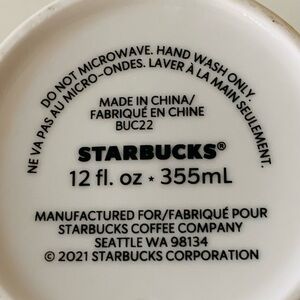 DO NOT MICROWAVE. HAND WASH ONLY.
NE VA PAS AU MICRO-ONDES. LAVER À LA MAIN SEULEMENT.
MADE IN CHINA/
FABRIQUÉ EN CHINE
BUC22
STARBUCKS®
12 fl. oz • 355mL
MANUFACTURED FOR/FABRIQUÉ POUR
STARBUCKS COFFEE COMPANY
SEATTLE WA 98134
© 2021 STARBUCKS CORPORATION